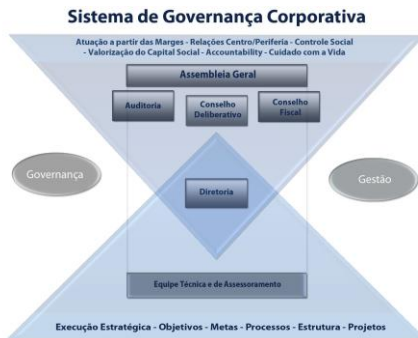 Sistema de Governança Corporativa
Atuação a partir das Marges - Relações Centro/Periferia - Controle Social
- Valorização do Capital Social - Accountability - Cuidado com a Vida
Assembleia Geral
Auditoria
Conselho
Deliberativo
Conselho
Fiscal
Governança
Diretoria
Gestão
Equipe Técnica e de Assessoramento
Execução Estratégica - Objetivos - Metas - Processos - Estrutura - Projetos